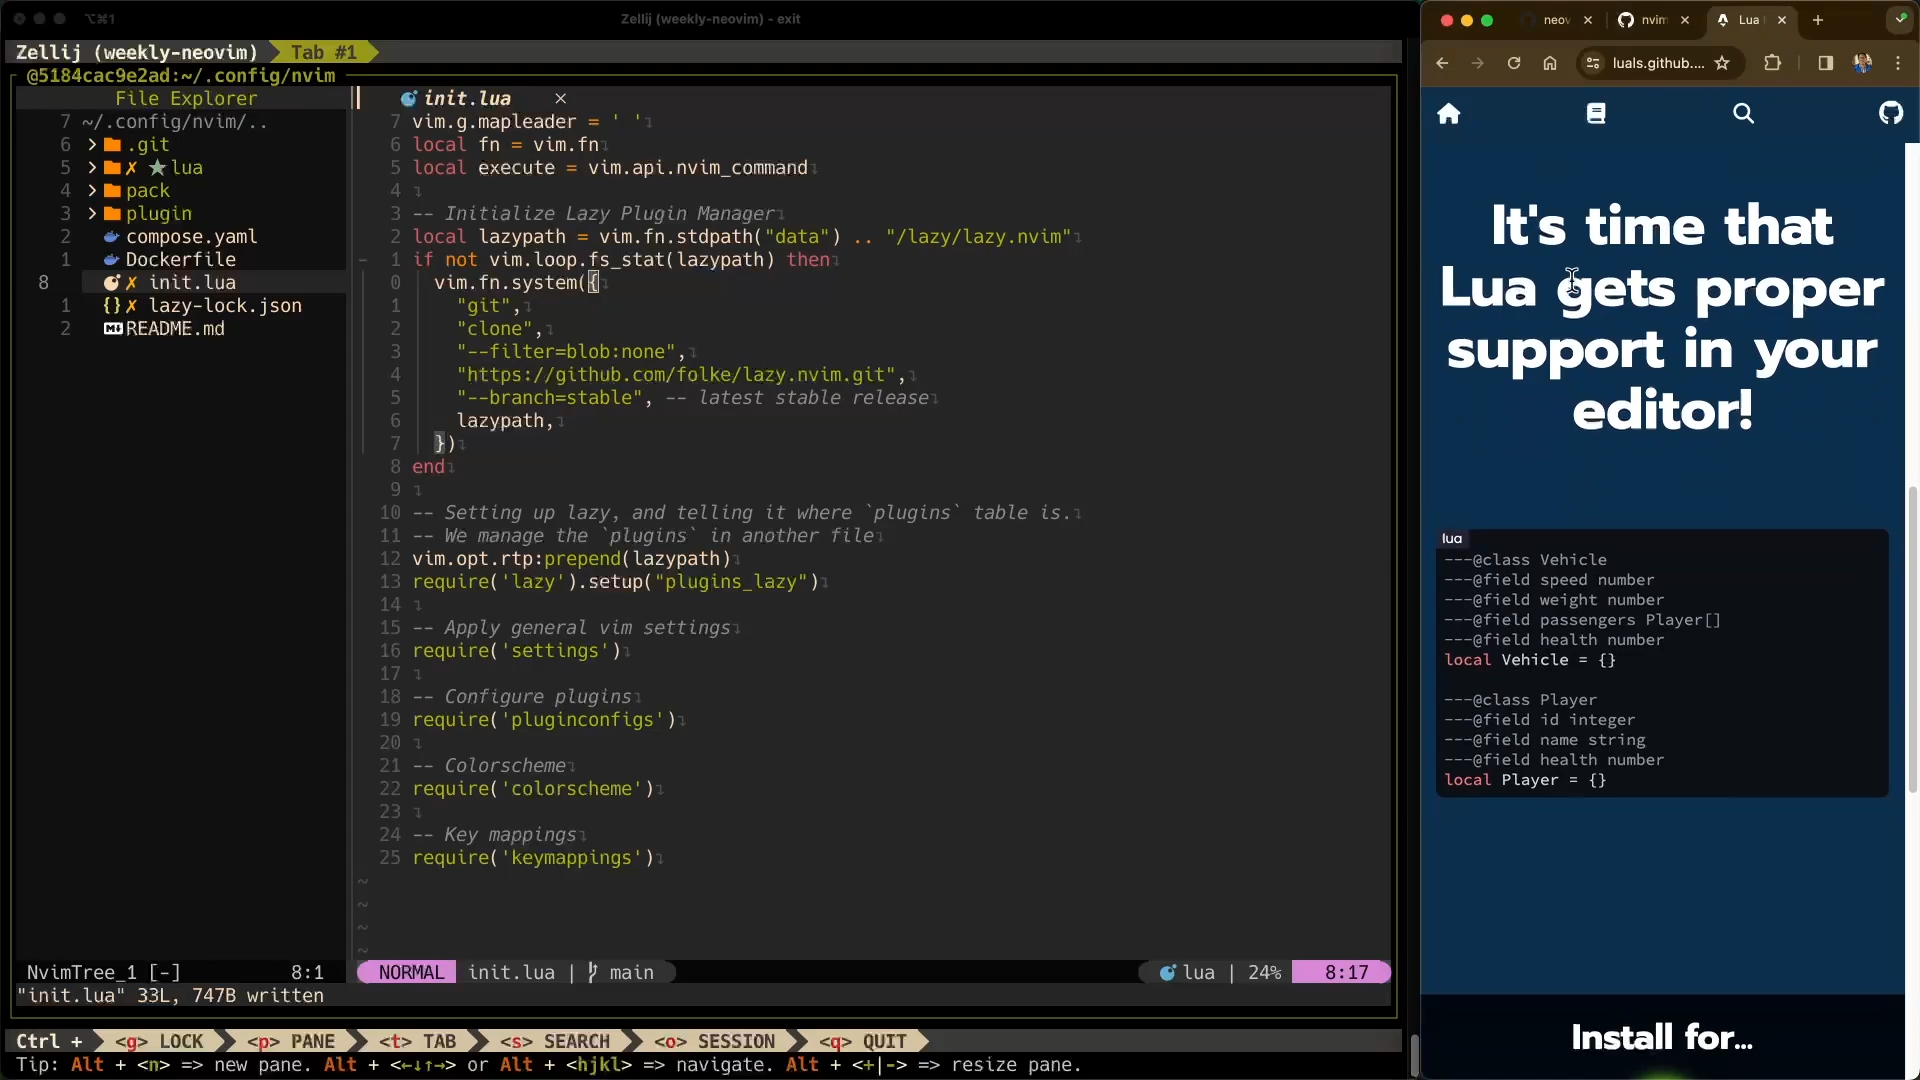 ⌥⌘1
Zellij (weekly-neovim) - exit
Zellij (weekly-neovim) Tab #1
@5184cac9e2ad:~/.config/nvim
File Explorer
7 ~/.config/nvim/..
6 .git
5 ✗ ★ lua
4 pack
3 plugin
2 compose.yaml
1 Dockerfile
8 ✗ init.lua
1 {} ✗ lazy-lock.json
2 README.md
NvimTree_1 [-] 8:1
init.lua ×
7 vim.g.mapleader = ' '
6 local fn = vim.fn
5 local execute = vim.api.nvim_command
4
3 -- Initialize Lazy Plugin Manager
2 local lazypath = vim.fn.stdpath("data") .. "/lazy/lazy.nvim"
1 if not vim.loop.fs_stat(lazypath) then
0 vim.fn.system({
1 "git",
2 "clone",
3 "--filter=blob:none",
4 "https://github.com/folke/lazy.nvim.git",
5 "--branch=stable", -- latest stable release
6 lazypath,
7 })
8 end
9
10 -- Setting up lazy, and telling it where `plugins` table is.
11 -- We manage the `plugins` in another file
12 vim.opt.rtp:prepend(lazypath)
13 require('lazy').setup("plugins_lazy")
14
15 -- Apply general vim settings
16 require('settings')
17
18 -- Configure plugins
19 require('pluginconfigs')
20
21 -- Colorscheme
22 require('colorscheme')
23
24 -- Key mappings
25 require('keymappings')
~
~
~
~
NORMAL init.lua | main lua | 24% 8:17
"init.lua" 33L, 747B written
Ctrl + <g> LOCK <p> PANE <t> TAB <s> SEARCH <o> SESSION <q> QUIT
Tip: Alt + <n> => new pane. Alt + <←↓↑→> or Alt + <hjkl> => navigate. Alt + <+|-> => resize pane.
neov × nvim × Lua × +
luals.github....
It's time that
Lua gets proper
support in your
editor!
lua
---@class Vehicle
---@field speed number
---@field weight number
---@field passengers Player[]
---@field health number
local Vehicle = {}
---@class Player
---@field id integer
---@field name string
---@field health number
local Player = {}
Install for...